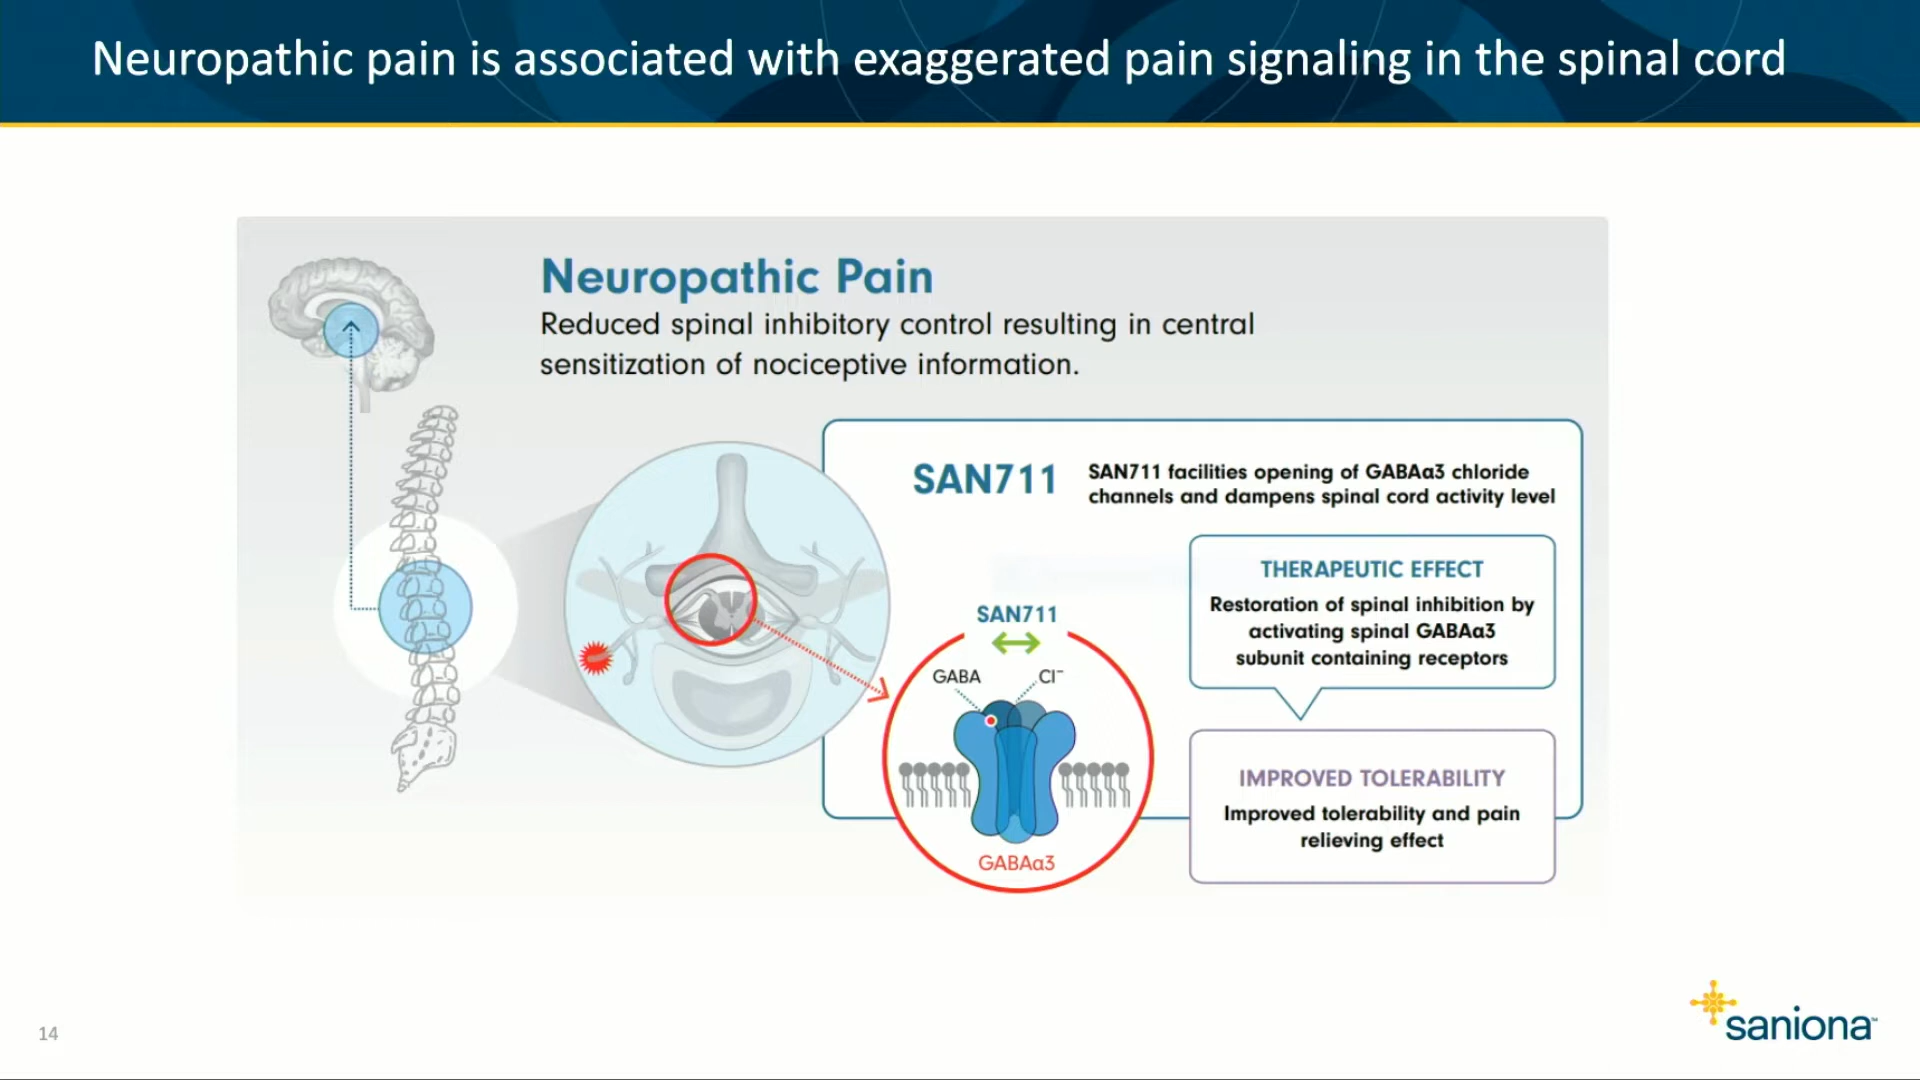 Neuropathic pain is associated with exaggerated pain signaling in the spinal cord
Neuropathic Pain
Reduced spinal inhibitory control resulting in central
sensitization of nociceptive information.
SAN711
SAN711 facilities opening of GABAα3 chloride
channels and dampens spinal cord activity level
THERAPEUTIC EFFECT
Restoration of spinal inhibition by
activating spinal GABAα3
subunit containing receptors
SAN711
GABA
Cl⁻
GABAα3
IMPROVED TOLERABILITY
Improved tolerability and pain
relieving effect
14
saniona™